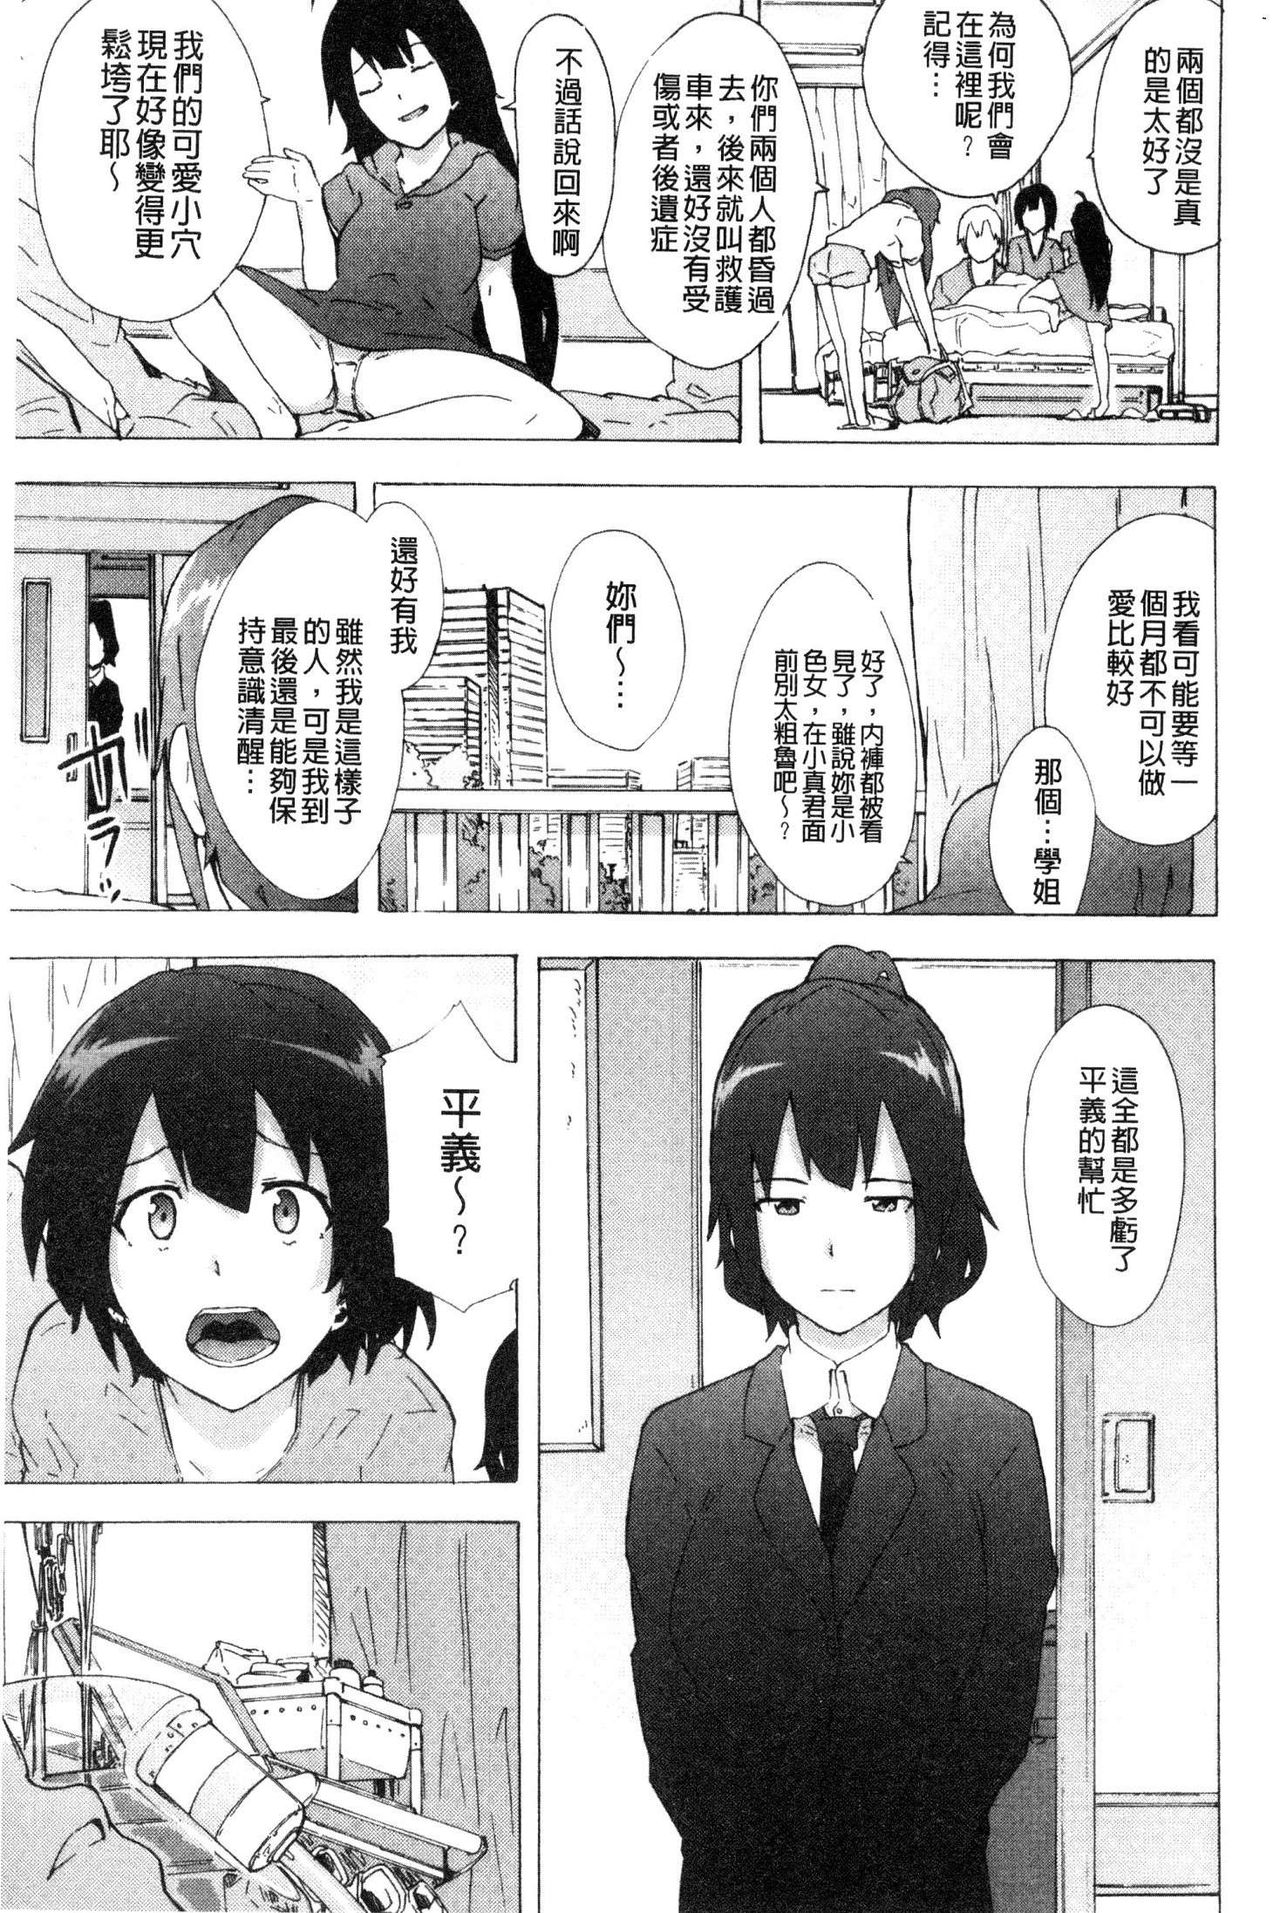 兩個都沒是真
的是太好了
為何我們會
在這裡呢?
記得…
你們兩個人都昏過
去，後來就叫救護
車來，還好沒有受
傷或者後遺症
不過話說回來啊
我們的可愛小穴
現在好像變得更
鬆垮了耶～
我看可能要等一
個月都不可以做
愛比較好
那個…學姐
好了，內褲都被看
見了，雖說妳是小
色女，在小真君面
前別太粗魯吧～?
妳們～…
還好有我
雖然我是這樣子
的人，可是我到
最後還是能夠保
持意識清醒…
ガラッ
這全都是多虧了
平義的幫忙
平義～?